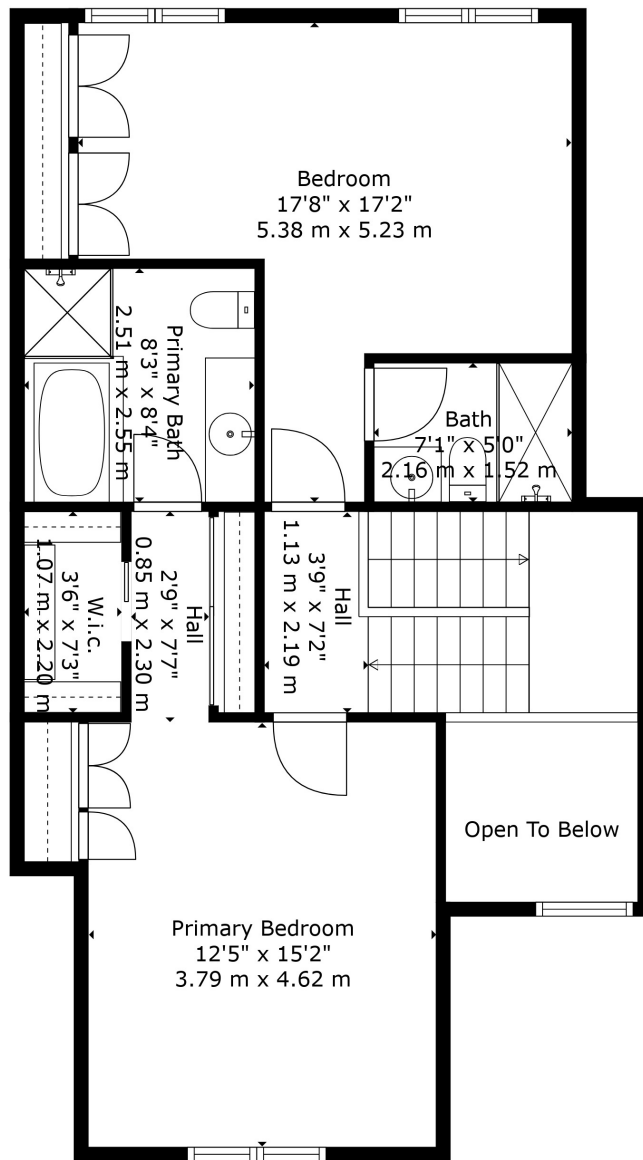 Bedroom
17'8" x 17'2"
5.38 m x 5.23 m
Primary Bath
8'3" x 8'4"
2.51 m x 2.55 m
Bath
7'1" x 5'0"
2.16 m x 1.52 m
W.i.c.
3'6" x 7'3"
1.07 m x 2.20 m
Hall
2'9" x 7'7"
0.85 m x 2.30 m
Hall
3'9" x 7'2"
1.13 m x 2.19 m
Open To Below
Primary Bedroom
12'5" x 15'2"
3.79 m x 4.62 m